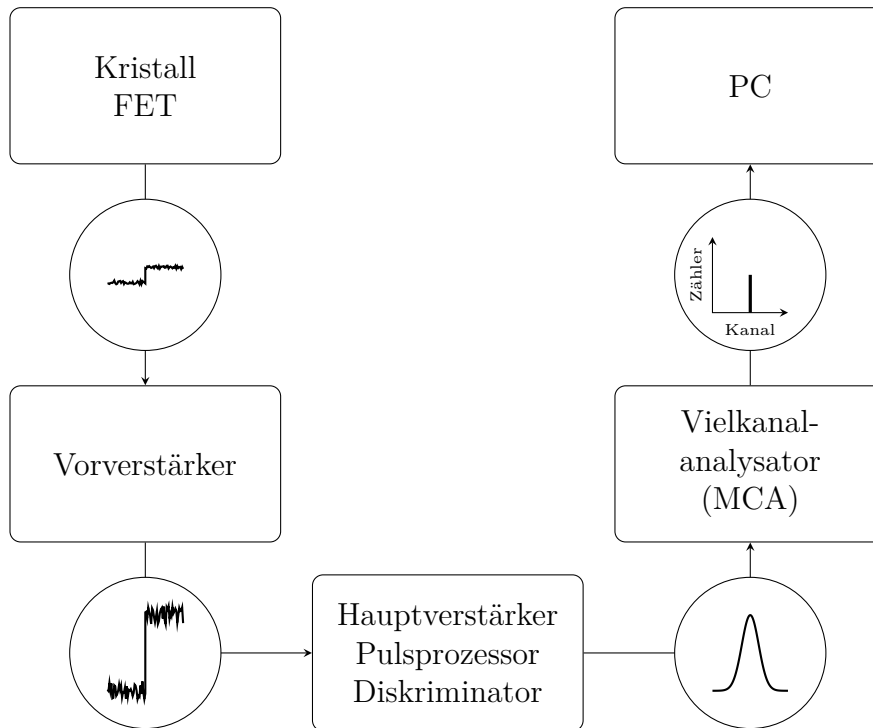 Kristall
FET
PC
Zähler
Kanal
Vorverstärker
Vielkanal-
analysator
(MCA)
Hauptverstärker
Pulsprozessor
Diskriminator